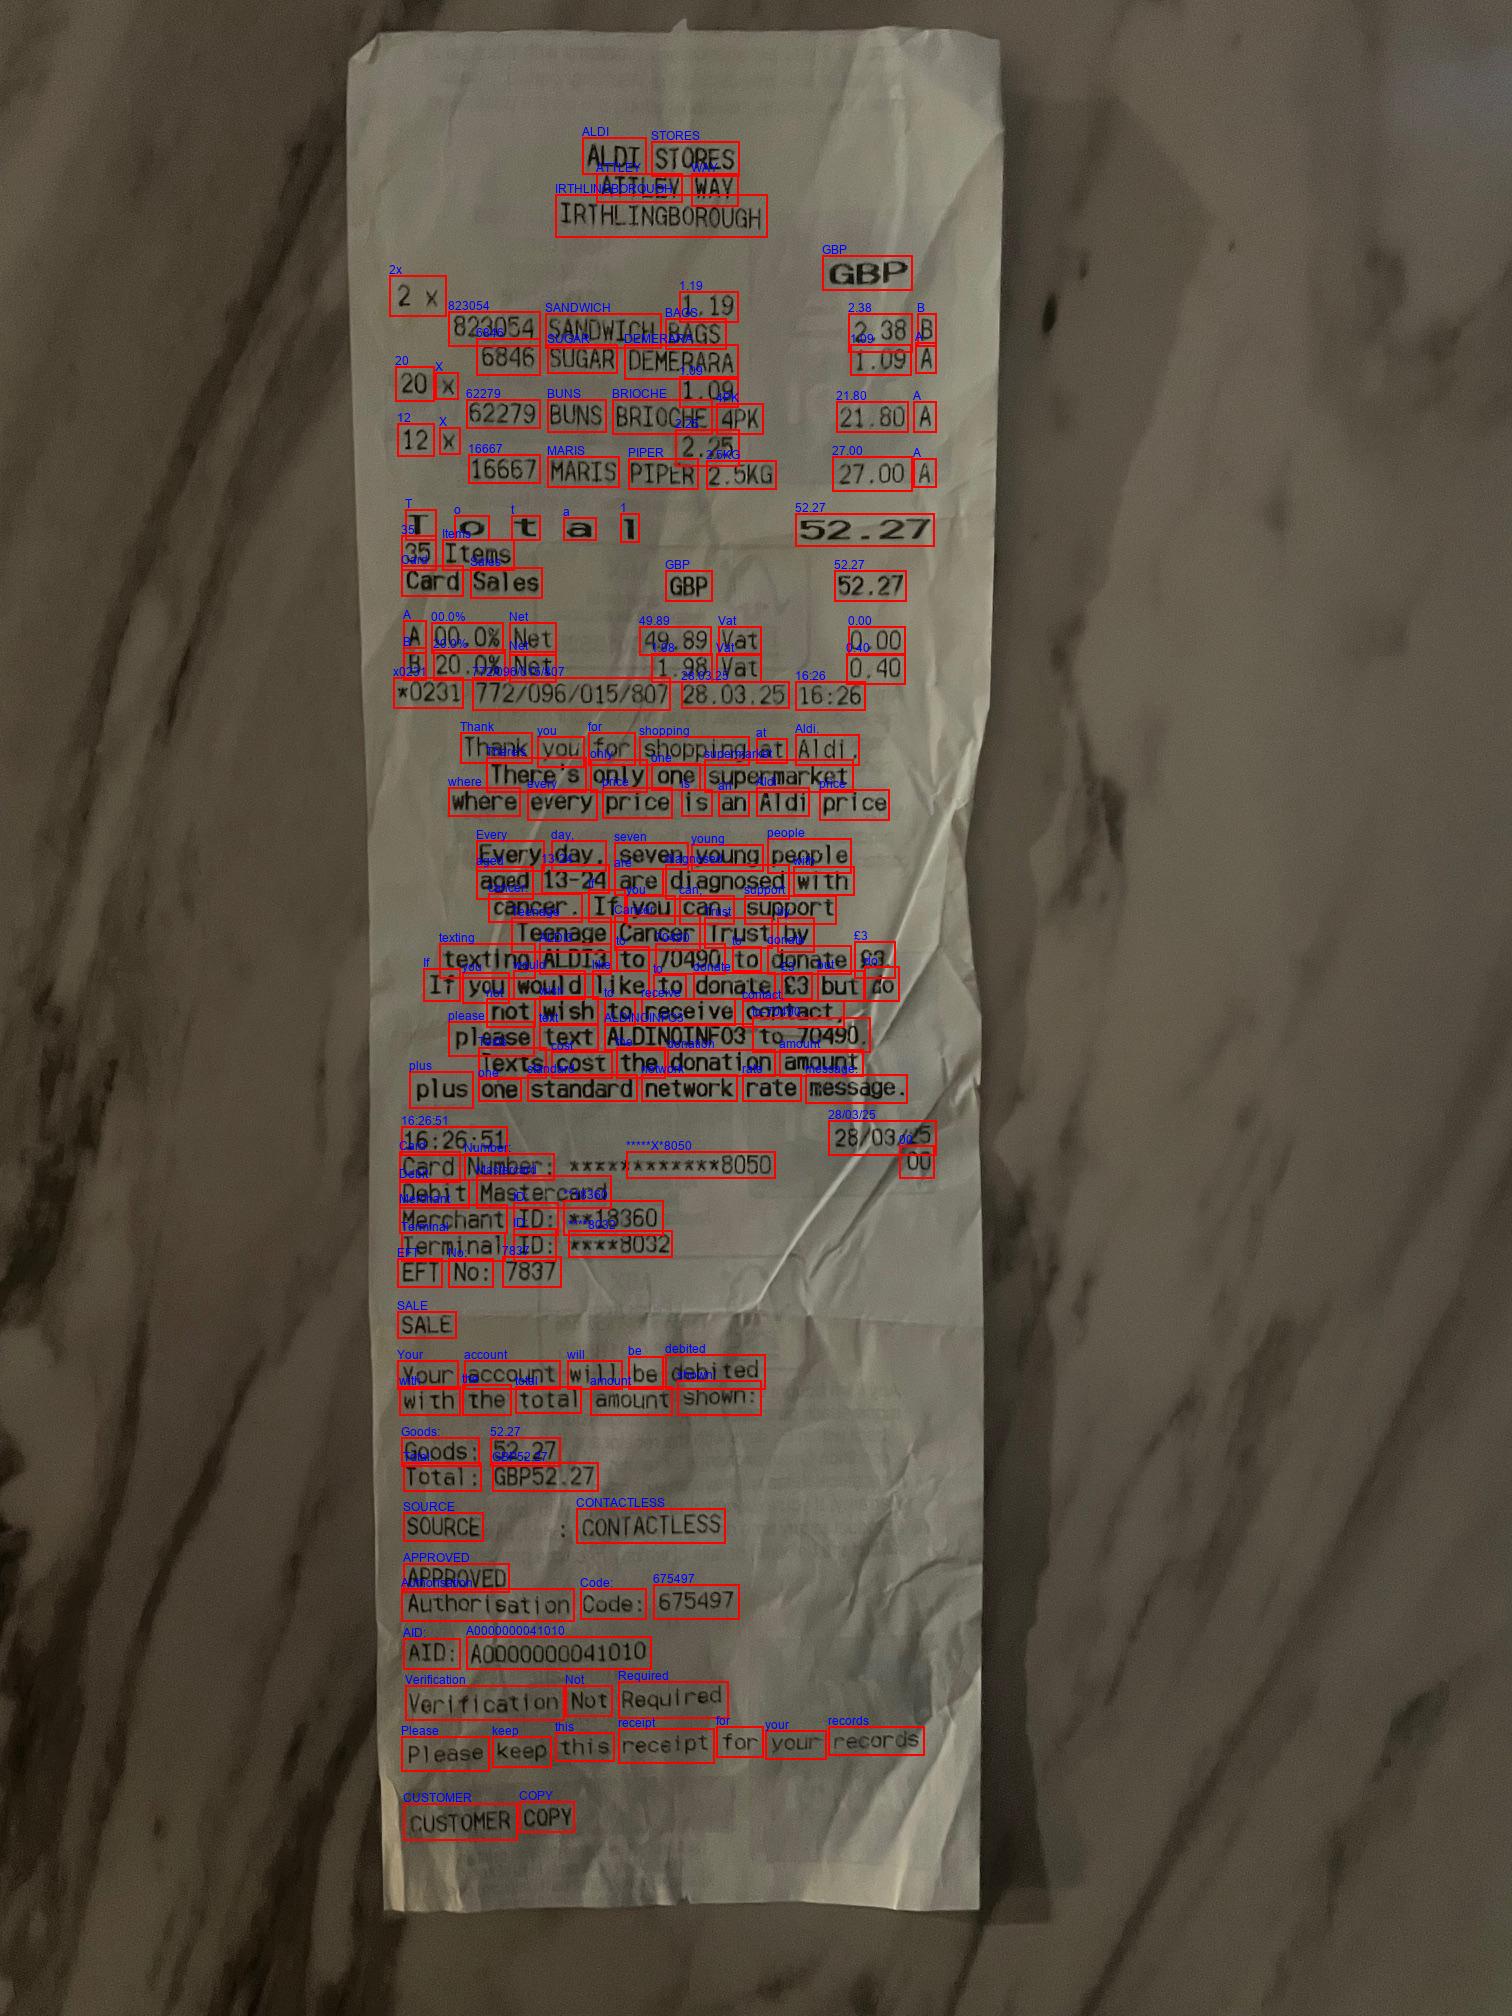 ALDI STORES
ATTLEY WAY
IRTHLINGBOROUGH
GBP
2 x 1.19
823054 SANDWICH BAGS 2.38 B
6846 SUGAR DEMERARA 1.09 A
20 x 1.09
62279 BUNS BRIOCHE 4PK 21.80 A
12 x 2.25
16667 MARIS PIPER 2.5KG 27.00 A
Total 52.27
35 Items
Card Sales GBP 52.27
A 00.0% Net 49.89 Vat 0.00
B 20.0% Net 1.98 Vat 0.40
*0231 772/096/015/807 28.03.25 16:26
Thank you for shopping at Aldi.
There's only one supermarket
where every price is an Aldi price
Every day, seven young people
aged 13-24 are diagnosed with
cancer. If you can, support
Teenage Cancer Trust by
texting ALDI3 to 70490 to donate £3
If you would like to donate £3 but do
not wish to receive contact,
please text ALDINOINFO3 to 70490.
Texts cost the donation amount
plus one standard network rate message.
16:26:51 28/03/25
Card Number: ************8050 00
Debit Mastercard
Merchant ID: **18360
Terminal ID: ****8032
EFT No: 7837
SALE
Your account will be debited
with the total amount shown:
Goods: 52.27
Total: GBP52.27
SOURCE : CONTACTLESS
APPROVED
Authorisation Code: 675497
AID: A0000000041010
Verification Not Required
Please keep this receipt for your records
CUSTOMER COPY